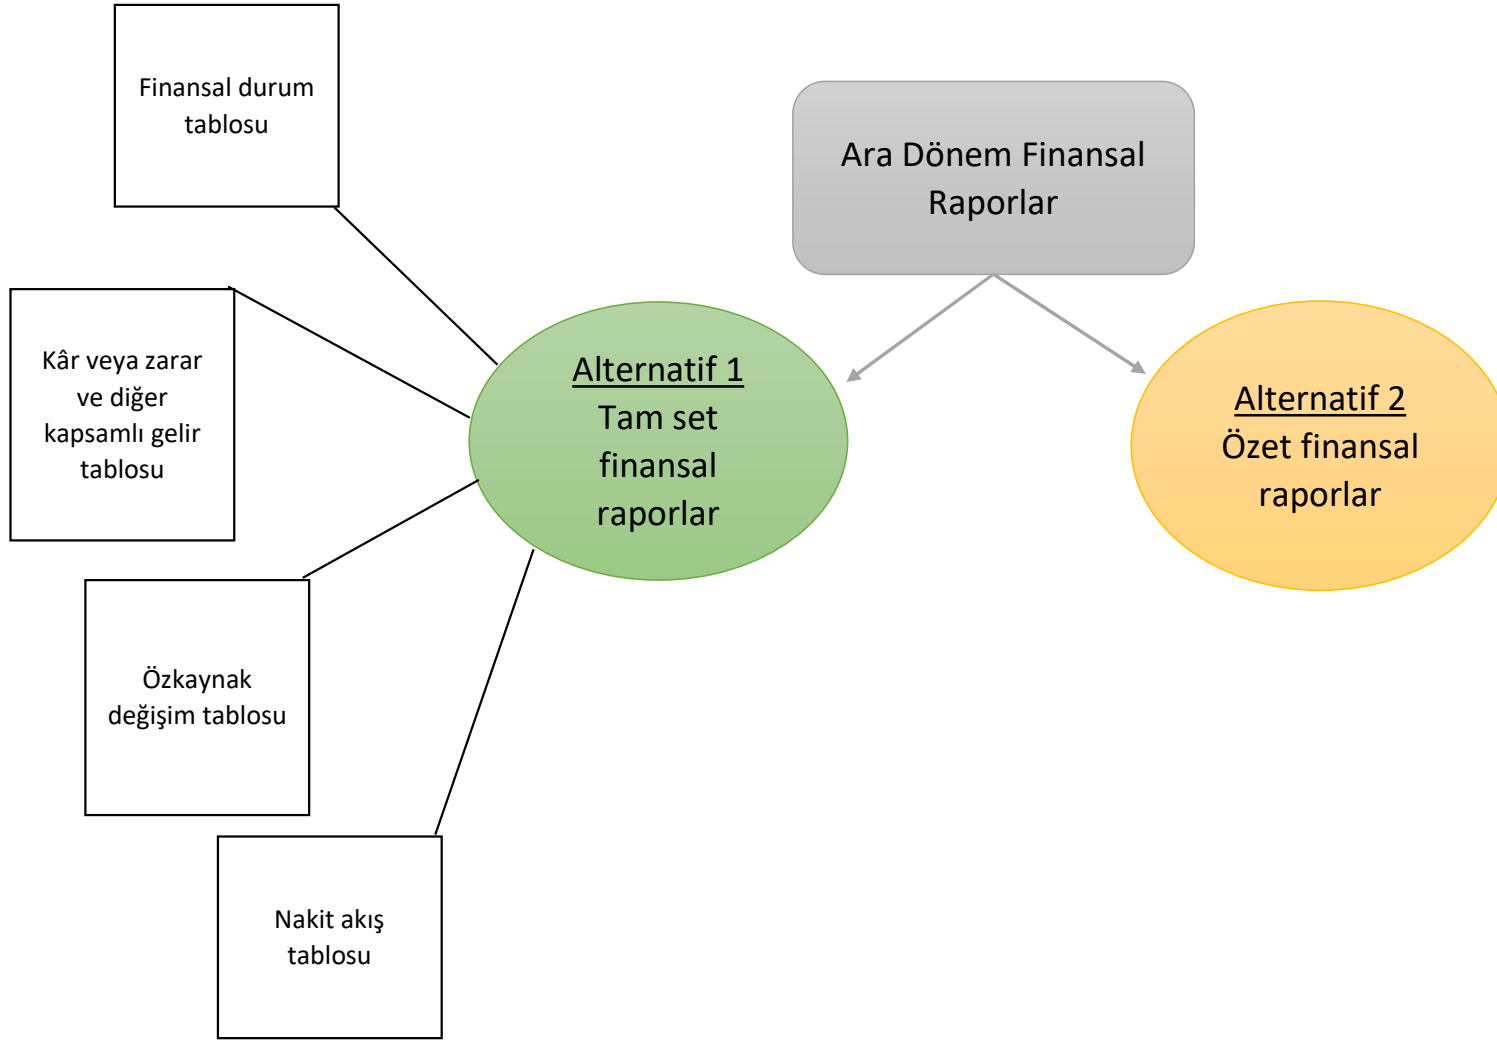 Finansal durum
tablosu
Ara Dönem Finansal
Raporlar
Kâr veya zarar
ve diğer
kapsamlı gelir
tablosu
Alternatif 1
Tam set
finansal
raporlar
Alternatif 2
Özet finansal
raporlar
Özkaynak
değişim tablosu
Nakit akış
tablosu